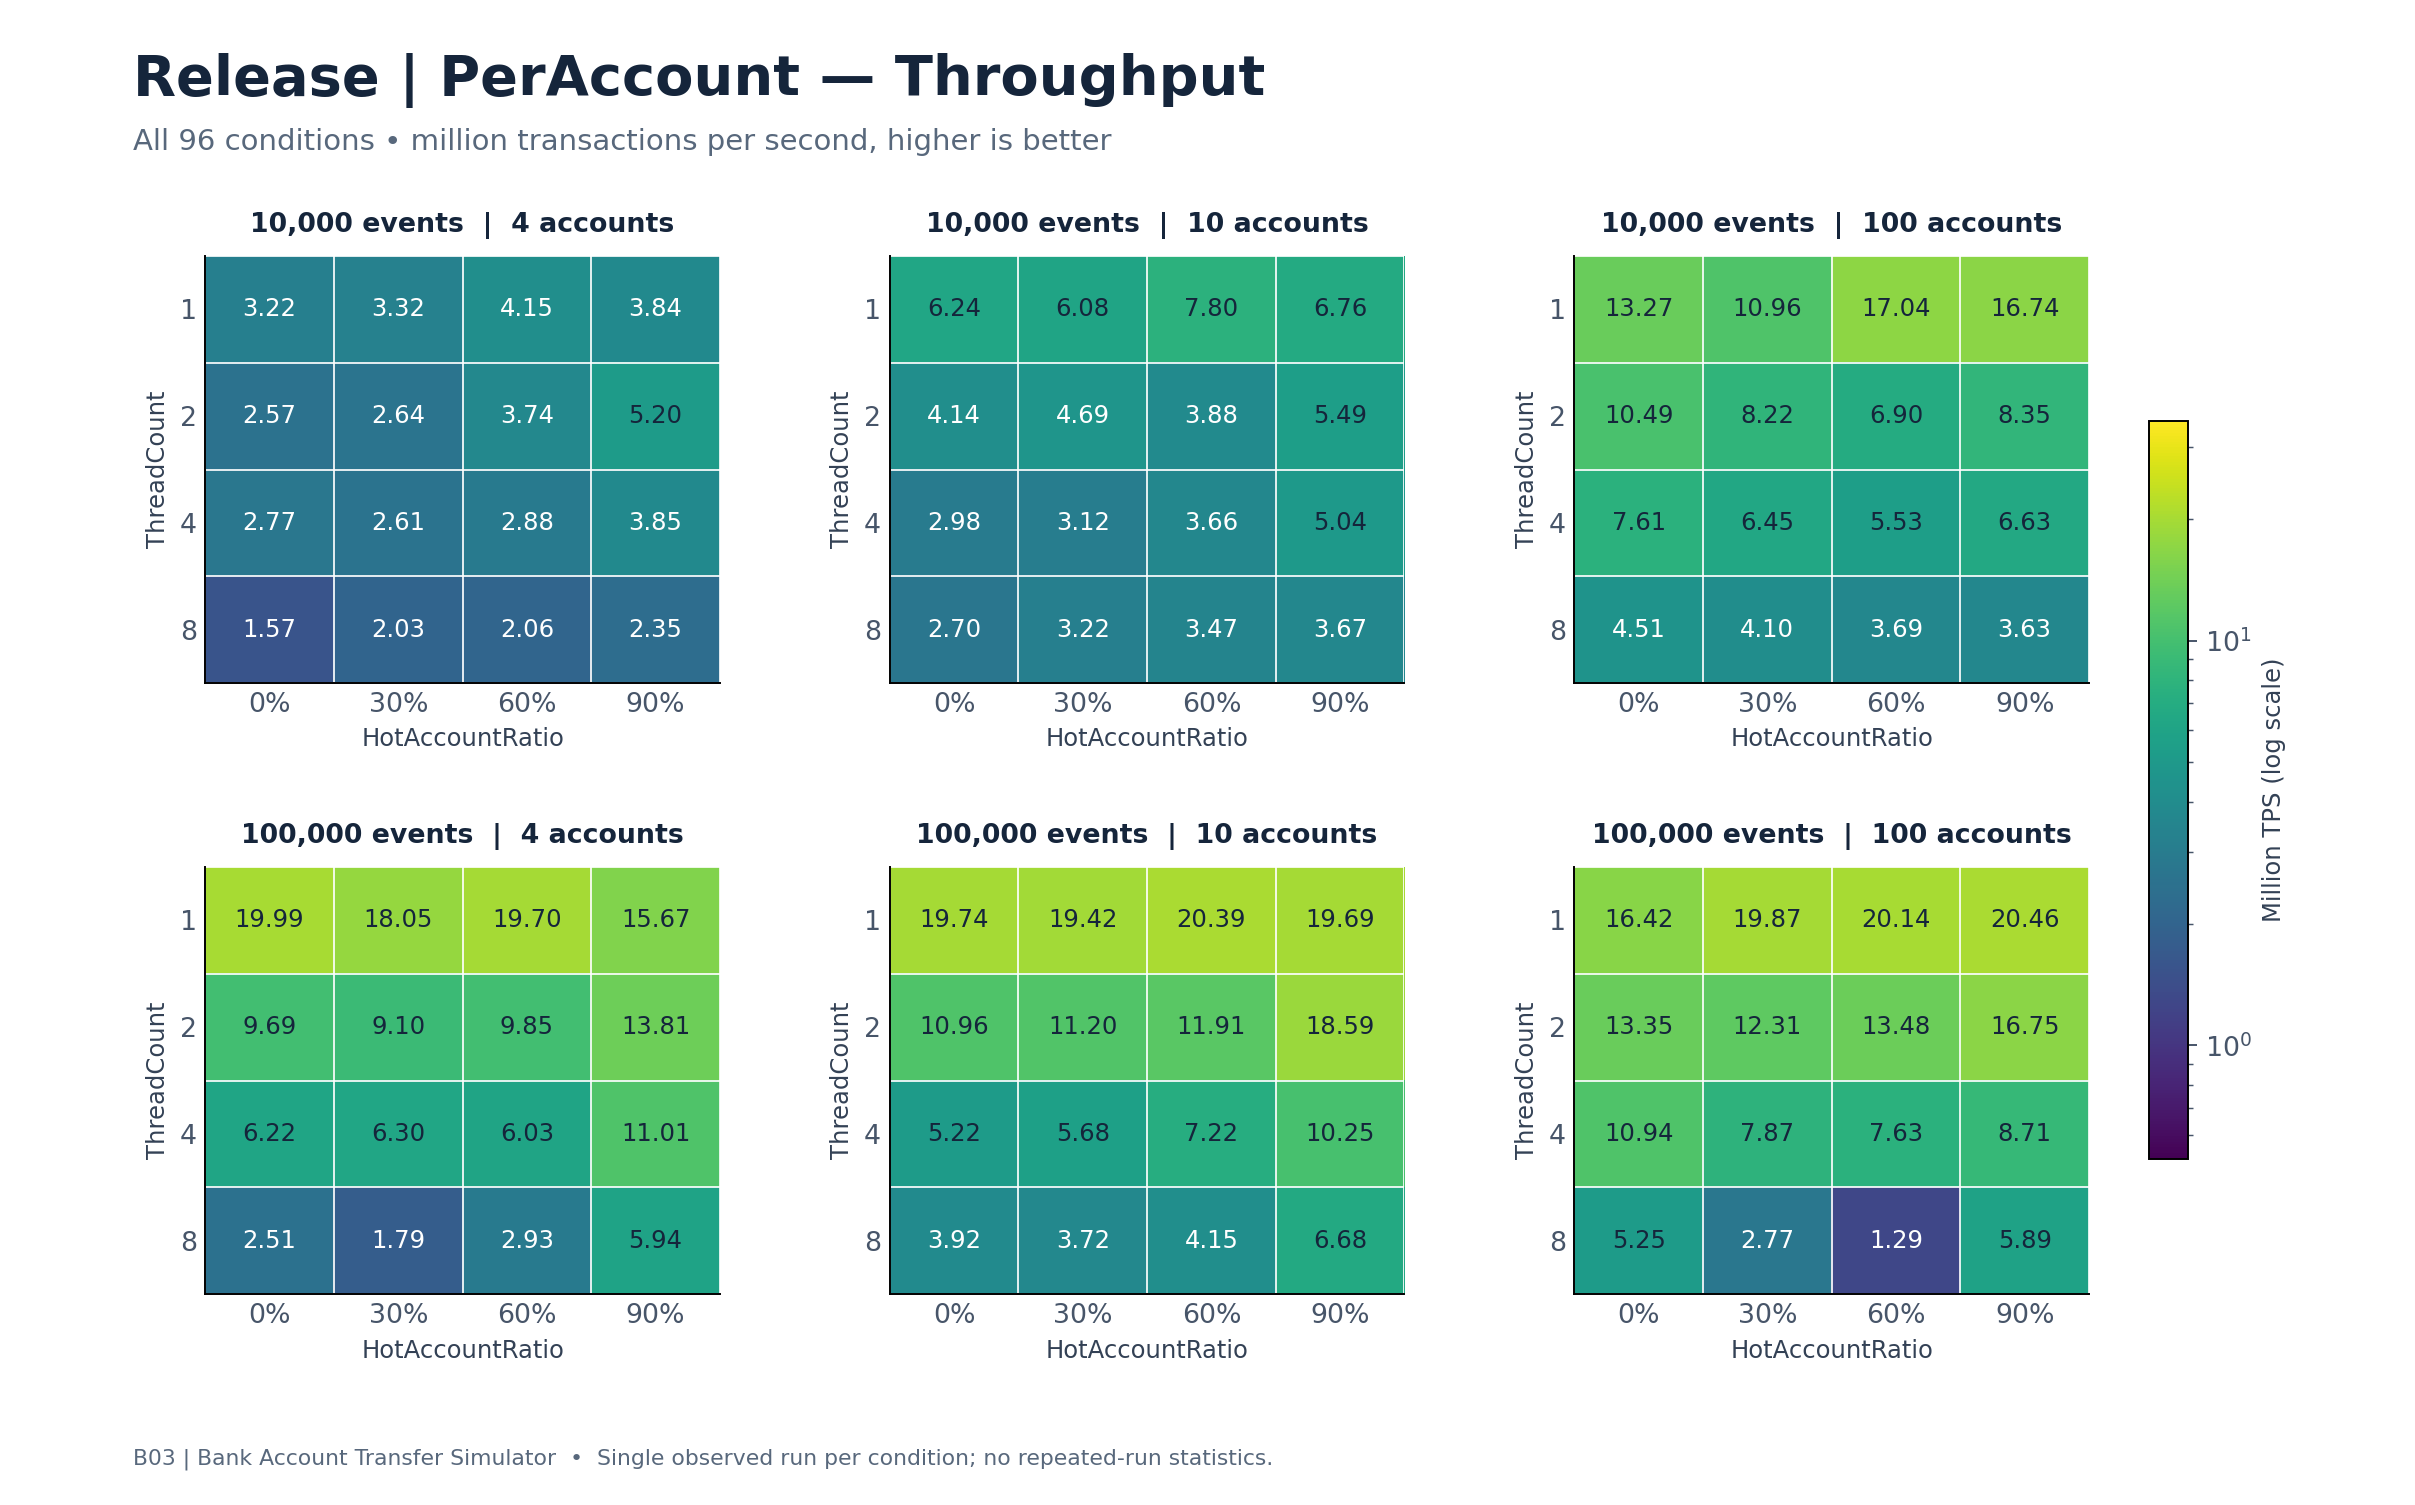 Release | PerAccount — Throughput
All 96 conditions • million transactions per second, higher is better
10,000 events | 4 accounts
ThreadCount
1 3.22 3.32 4.15 3.84
2 2.57 2.64 3.74 5.20
4 2.77 2.61 2.88 3.85
8 1.57 2.03 2.06 2.35
0% 30% 60% 90%
HotAccountRatio
10,000 events | 10 accounts
ThreadCount
1 6.24 6.08 7.80 6.76
2 4.14 4.69 3.88 5.49
4 2.98 3.12 3.66 5.04
8 2.70 3.22 3.47 3.67
0% 30% 60% 90%
HotAccountRatio
10,000 events | 100 accounts
ThreadCount
1 13.27 10.96 17.04 16.74
2 10.49 8.22 6.90 8.35
4 7.61 6.45 5.53 6.63
8 4.51 4.10 3.69 3.63
0% 30% 60% 90%
HotAccountRatio
100,000 events | 4 accounts
ThreadCount
1 19.99 18.05 19.70 15.67
2 9.69 9.10 9.85 13.81
4 6.22 6.30 6.03 11.01
8 2.51 1.79 2.93 5.94
0% 30% 60% 90%
HotAccountRatio
100,000 events | 10 accounts
ThreadCount
1 19.74 19.42 20.39 19.69
2 10.96 11.20 11.91 18.59
4 5.22 5.68 7.22 10.25
8 3.92 3.72 4.15 6.68
0% 30% 60% 90%
HotAccountRatio
100,000 events | 100 accounts
ThreadCount
1 16.42 19.87 20.14 20.46
2 13.35 12.31 13.48 16.75
4 10.94 7.87 7.63 8.71
8 5.25 2.77 1.29 5.89
0% 30% 60% 90%
HotAccountRatio
10¹
10⁰
Million TPS (log scale)
B03 | Bank Account Transfer Simulator • Single observed run per condition; no repeated-run statistics.